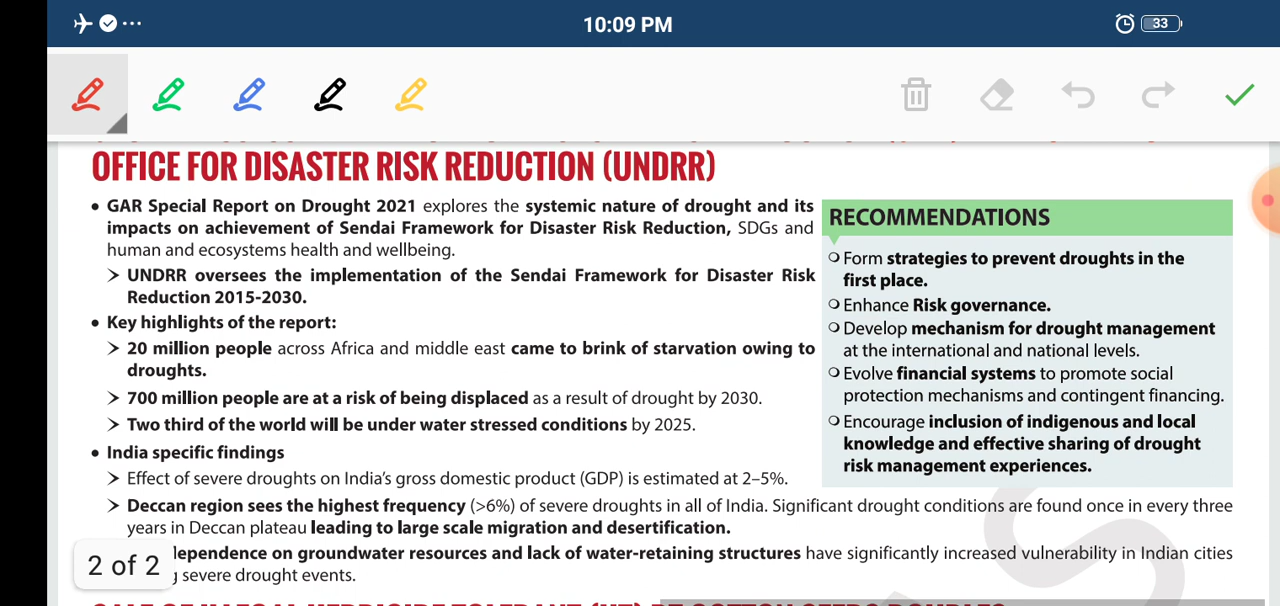 10:09 PM
33
OFFICE FOR DISASTER RISK REDUCTION (UNDRR)
• GAR Special Report on Drought 2021 explores the systemic nature of drought and its
impacts on achievement of Sendai Framework for Disaster Risk Reduction, SDGs and
human and ecosystems health and wellbeing.
➢ UNDRR oversees the implementation of the Sendai Framework for Disaster Risk
Reduction 2015-2030.
• Key highlights of the report:
➢ 20 million people across Africa and middle east came to brink of starvation owing to
droughts.
➢ 700 million people are at a risk of being displaced as a result of drought by 2030.
➢ Two third of the world will be under water stressed conditions by 2025.
• India specific findings
➢ Effect of severe droughts on India's gross domestic product (GDP) is estimated at 2–5%.
RECOMMENDATIONS
❍ Form strategies to prevent droughts in the
first place.
❍ Enhance Risk governance.
❍ Develop mechanism for drought management
at the international and national levels.
❍ Evolve financial systems to promote social
protection mechanisms and contingent financing.
❍ Encourage inclusion of indigenous and local
knowledge and effective sharing of drought
risk management experiences.
➢ Deccan region sees the highest frequency (>6%) of severe droughts in all of India. Significant drought conditions are found once in every three
years in Deccan plateau leading to large scale migration and desertification.
dependence on groundwater resources and lack of water-retaining structures have significantly increased vulnerability in Indian cities
severe drought events.
2 of 2